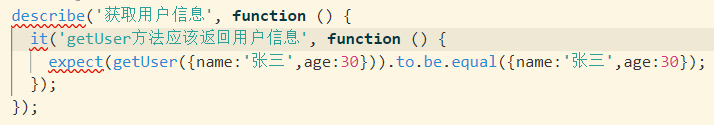 describe('获取用户信息', function () {
it('getUser方法应该返回用户信息', function () {
expect(getUser({name:'张三',age:30})).to.be.equal({name:'张三',age:30});
});
});